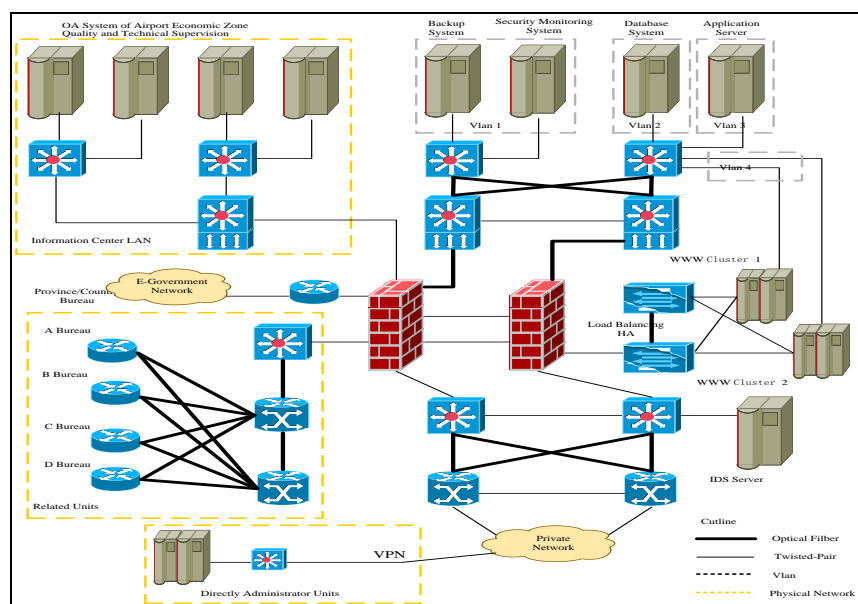 OA System of Airport Economic Zone
Quality and Technical Supervision
Backup
System
Security Monitoring
System
Database
System
Application
Server
Vlan 1
Vlan 2
Vlan 3
Vlan 4
Information Center LAN
WWW Cluster 1
E-Government
Network
Bureau
Load Balancing
HA
A Bureau
B Bureau
C Bureau
D Bureau
Related Units
WWW Cluster 2
IDS Server
Private
Network
VPN
Directly Administrator Units
Cutline
Optical Filber
Twisted-Pair
Vlan
Physical Network